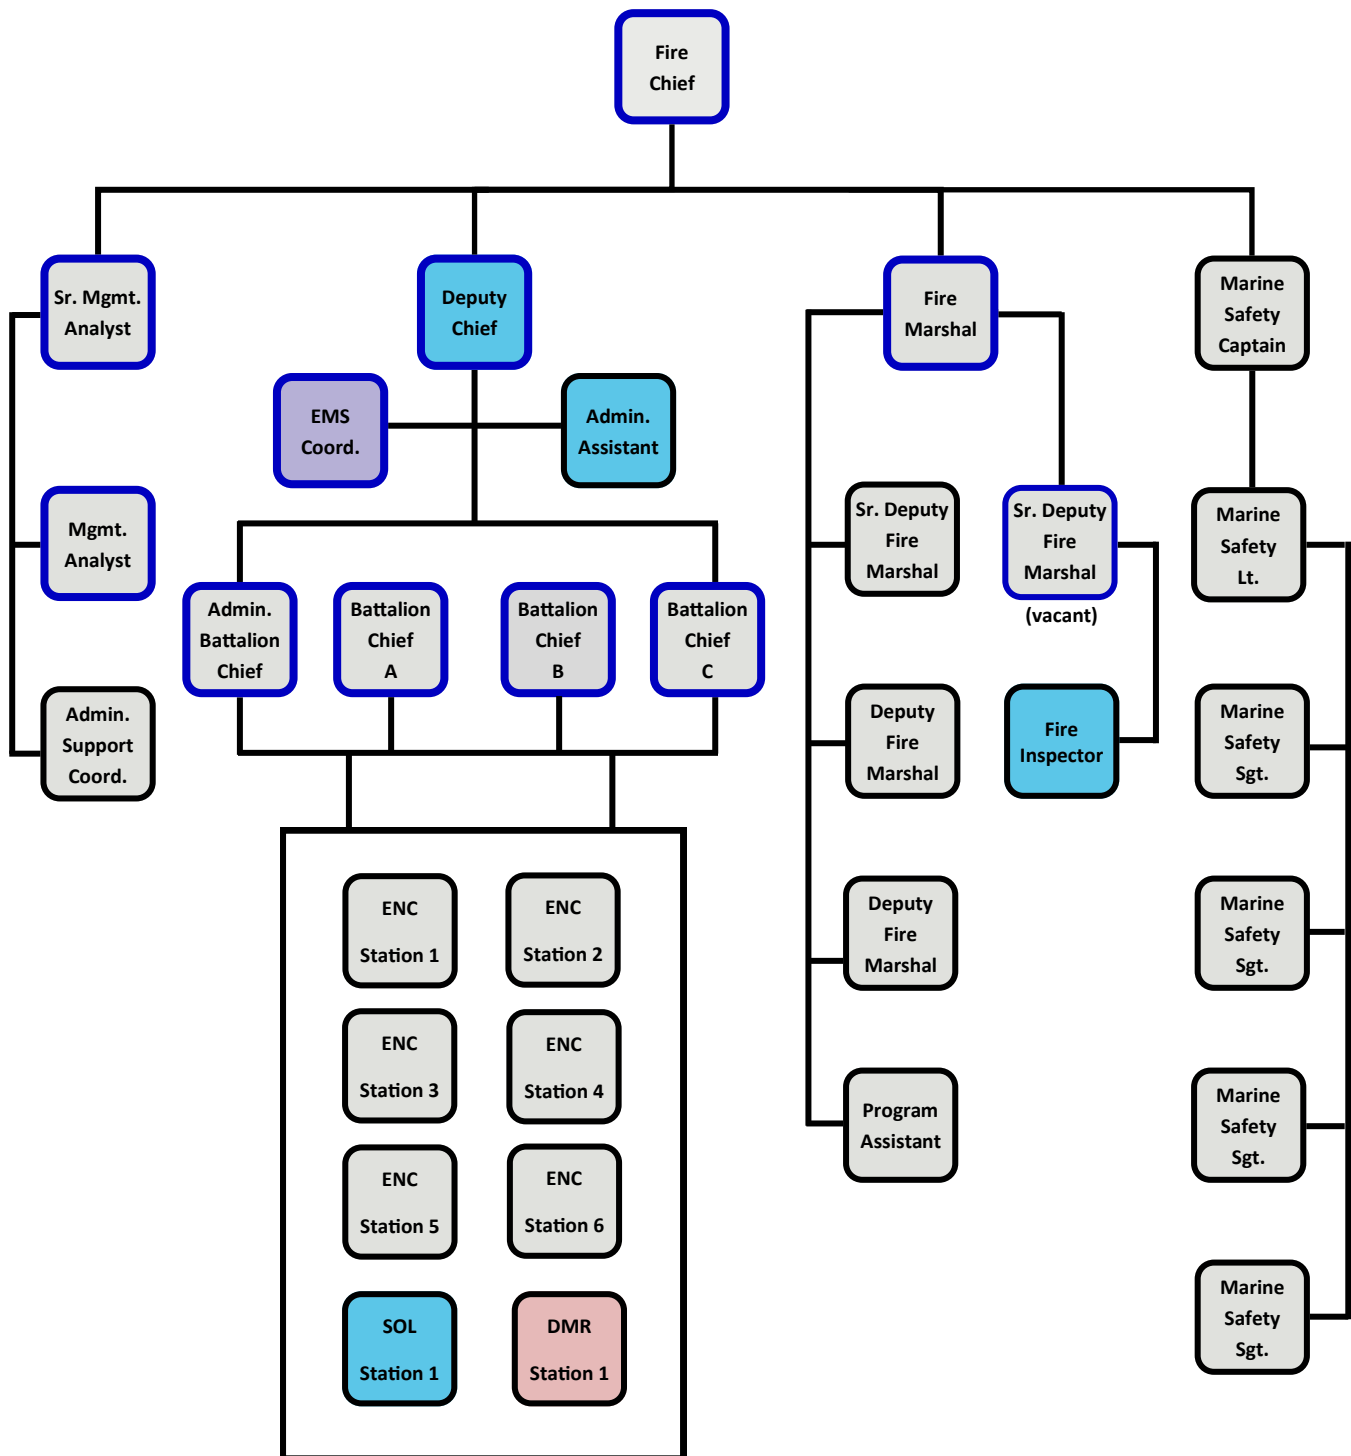 Fire
Chief
Sr. Mgmt.
Analyst
Deputy
Chief
Fire
Marshal
Marine
Safety
Captain
EMS
Coord.
Admin.
Assistant
Mgmt.
Analyst
Sr. Deputy
Fire
Marshal
Sr. Deputy
Fire
Marshal
(vacant)
Marine
Safety
Lt.
Admin.
Battalion
Chief
Battalion
Chief
A
Battalion
Chief
B
Battalion
Chief
C
Admin.
Support
Coord.
Deputy
Fire
Marshal
Fire
Inspector
Marine
Safety
Sgt.
ENC
Station 1
ENC
Station 2
Deputy
Fire
Marshal
Marine
Safety
Sgt.
ENC
Station 3
ENC
Station 4
Program
Assistant
Marine
Safety
Sgt.
ENC
Station 5
ENC
Station 6
SOL
Station 1
DMR
Station 1
Marine
Safety
Sgt.